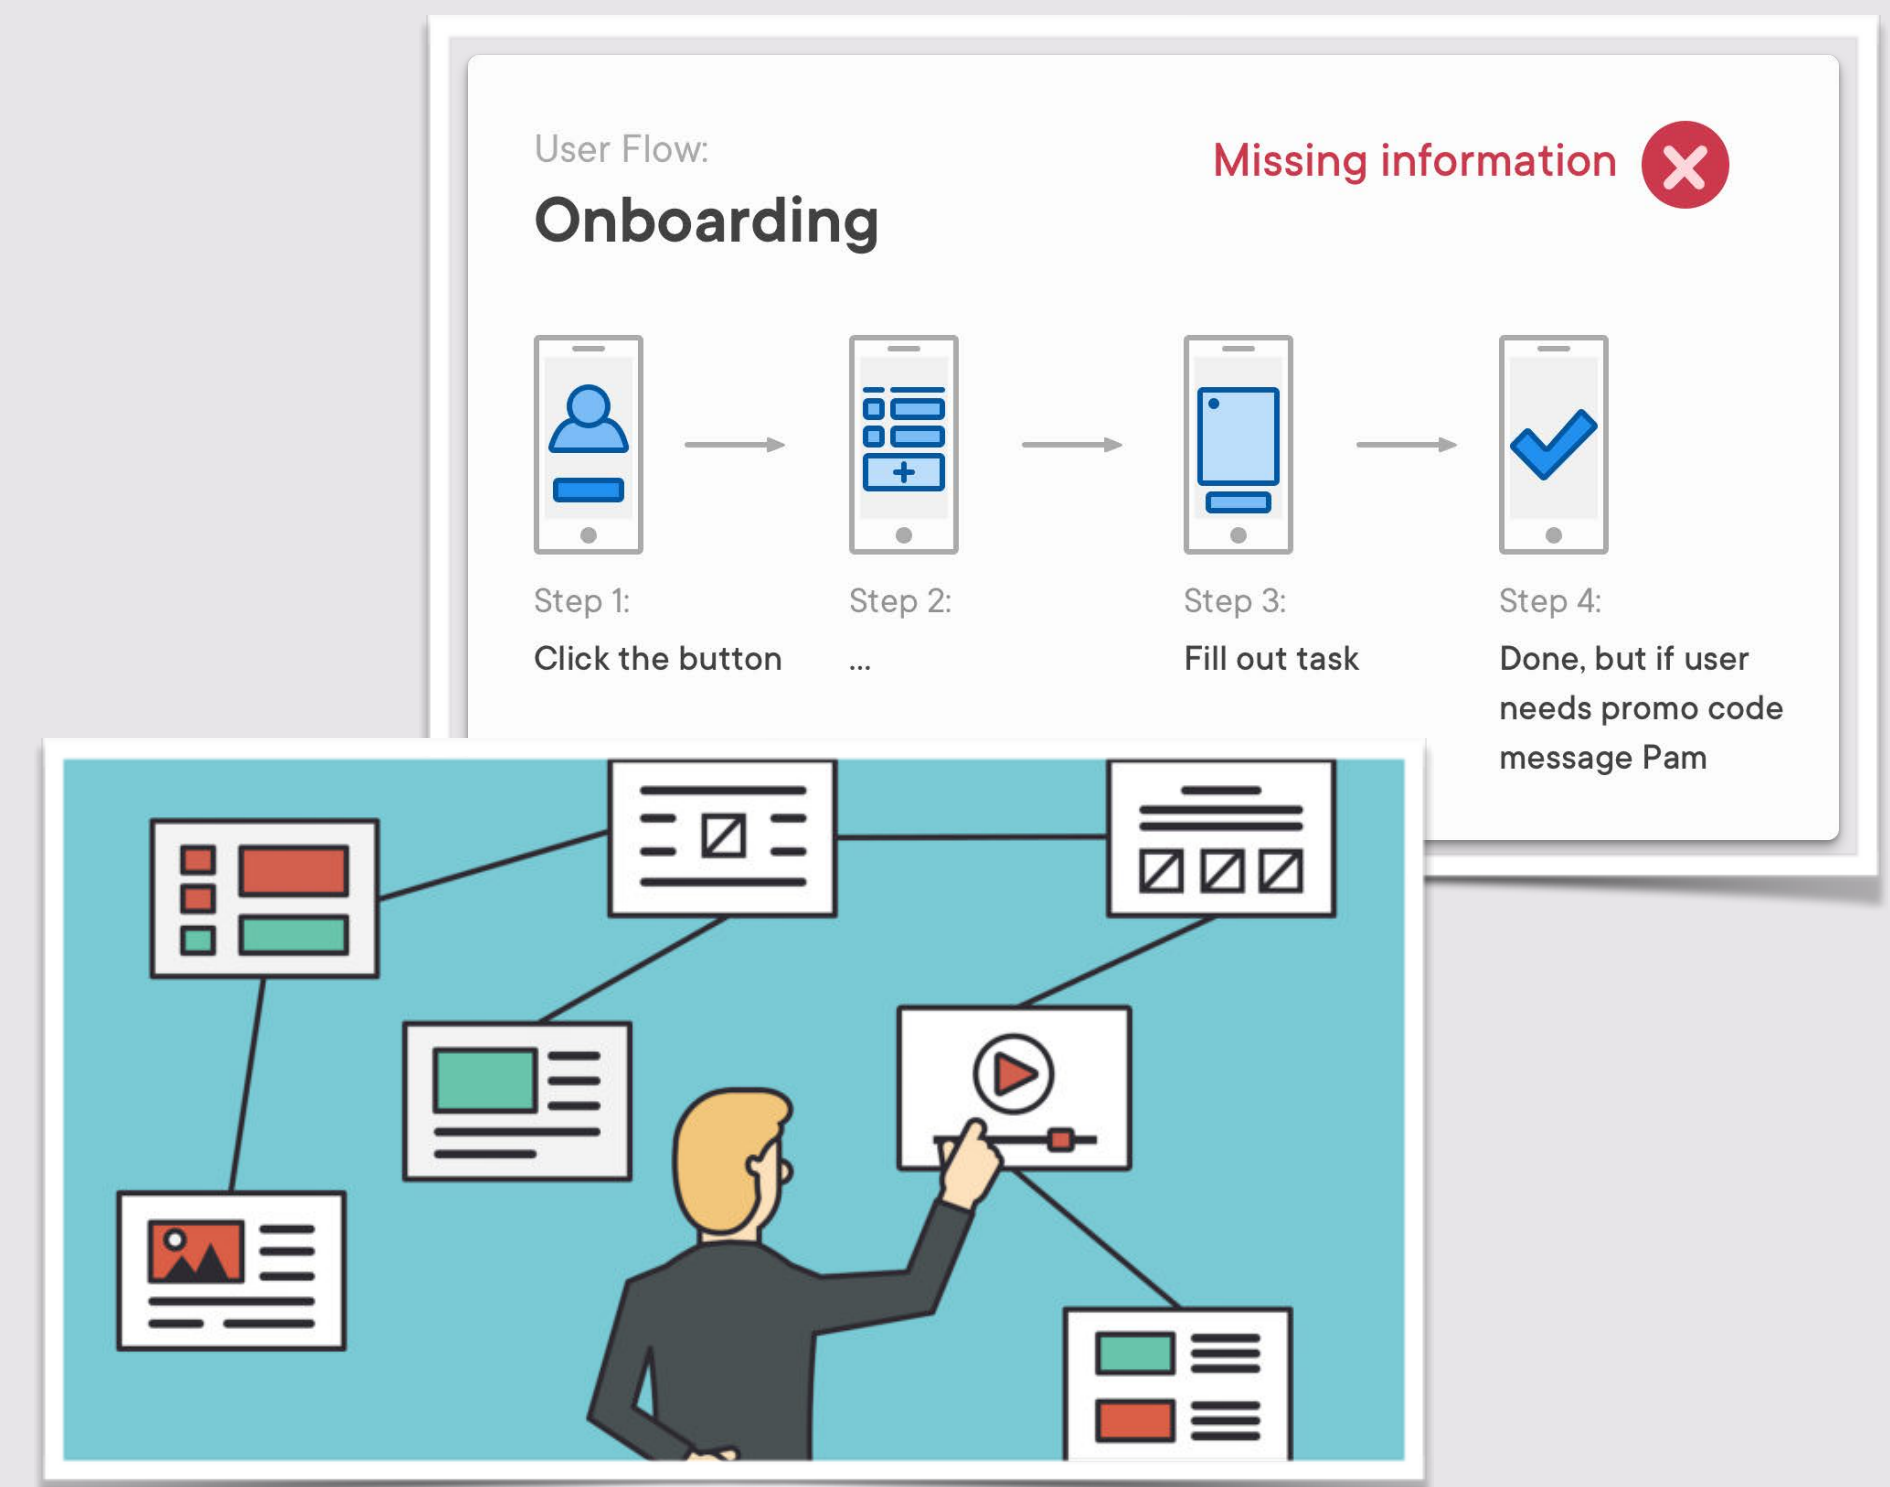 User Flow:
Onboarding
Missing information
Step 1:
Click the button
Step 2:
...
Step 3:
Fill out task
Step 4:
Done, but if user
needs promo code
message Pam